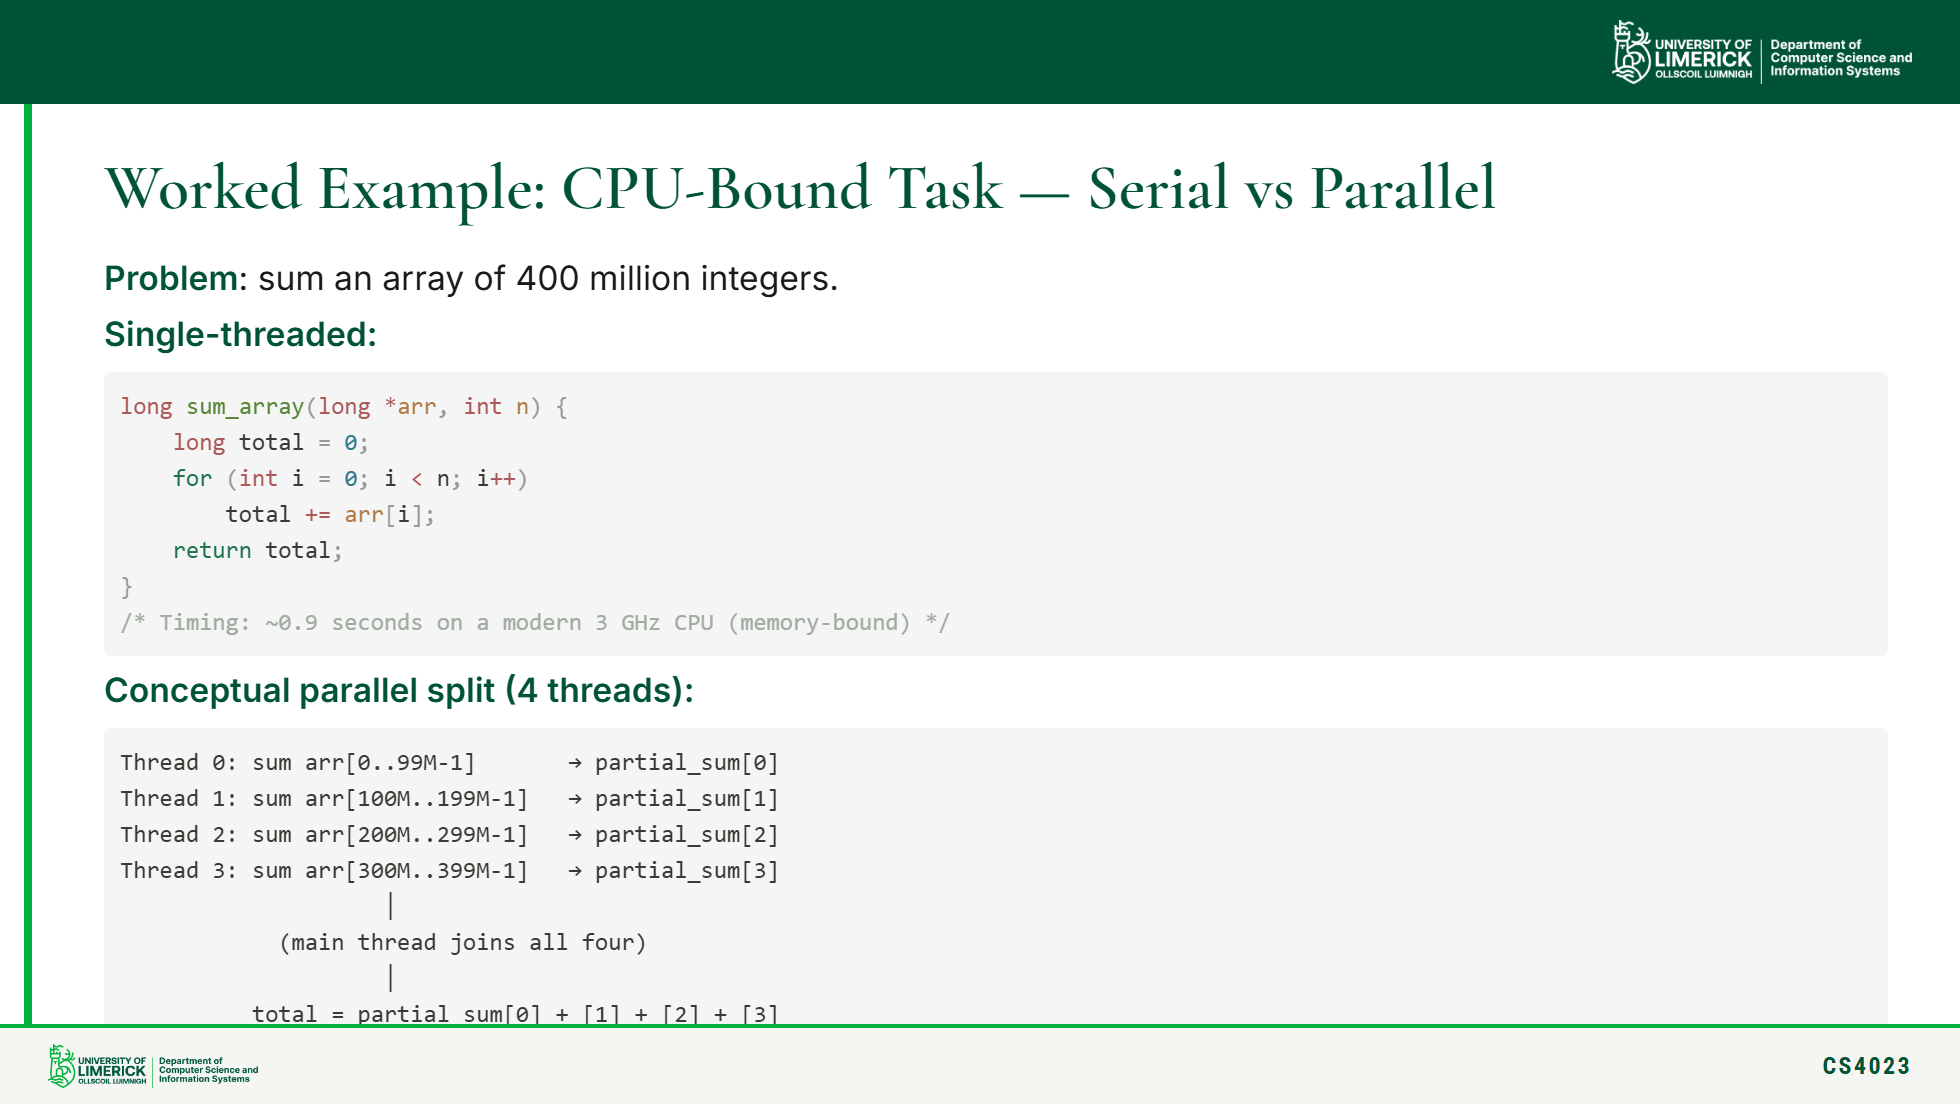 UNIVERSITY OF
LIMERICK
OLLSCOIL LUIMNIGH
Department of
Computer Science and
Information Systems
Worked Example: CPU-Bound Task — Serial vs Parallel
Problem: sum an array of 400 million integers.
Single-threaded:
long sum_array(long *arr, int n) {
    long total = 0;
    for (int i = 0; i < n; i++)
        total += arr[i];
    return total;
}
/* Timing: ~0.9 seconds on a modern 3 GHz CPU (memory-bound) */
Conceptual parallel split (4 threads):
Thread 0: sum arr[0..99M-1]       → partial_sum[0]
Thread 1: sum arr[100M..199M-1]   → partial_sum[1]
Thread 2: sum arr[200M..299M-1]   → partial_sum[2]
Thread 3: sum arr[300M..399M-1]   → partial_sum[3]
                    |
            (main thread joins all four)
                    |
          total = partial_sum[0] + [1] + [2] + [3]
UNIVERSITY OF
LIMERICK
OLLSCOIL LUIMNIGH
Department of
Computer Science and
Information Systems
CS4023